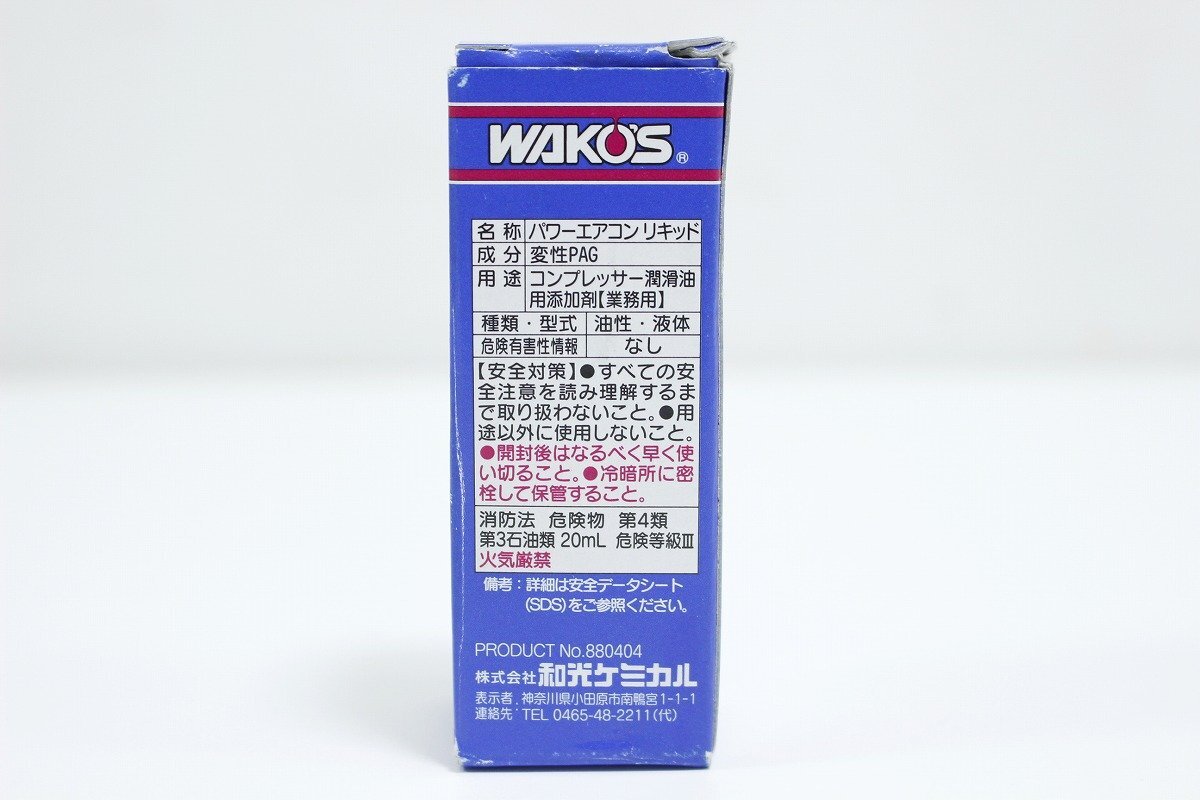 WAKO'S®
名称 パワーエアコン リキッド
成分 変性PAG
用途 コンプレッサー潤滑油
用添加剤【業務用】
種類・型式 油性・液体
危険有害性情報 なし
【安全対策】●すべての安
全注意を読み理解するま
で取り扱わないこと。●用
途以外に使用しないこと。
●開封後はなるべく早く使
い切ること。●冷暗所に密
栓して保管すること。
消防法 危険物 第4類
第3石油類 20mL 危険等級Ⅲ
火気厳禁
備考：詳細は安全データシート
(SDS)をご参照ください。
PRODUCT No.880404
株式会社 和光ケミカル
表示者：神奈川県小田原市南鴨宮1-1-1
連絡先：TEL 0465-48-2211(代)